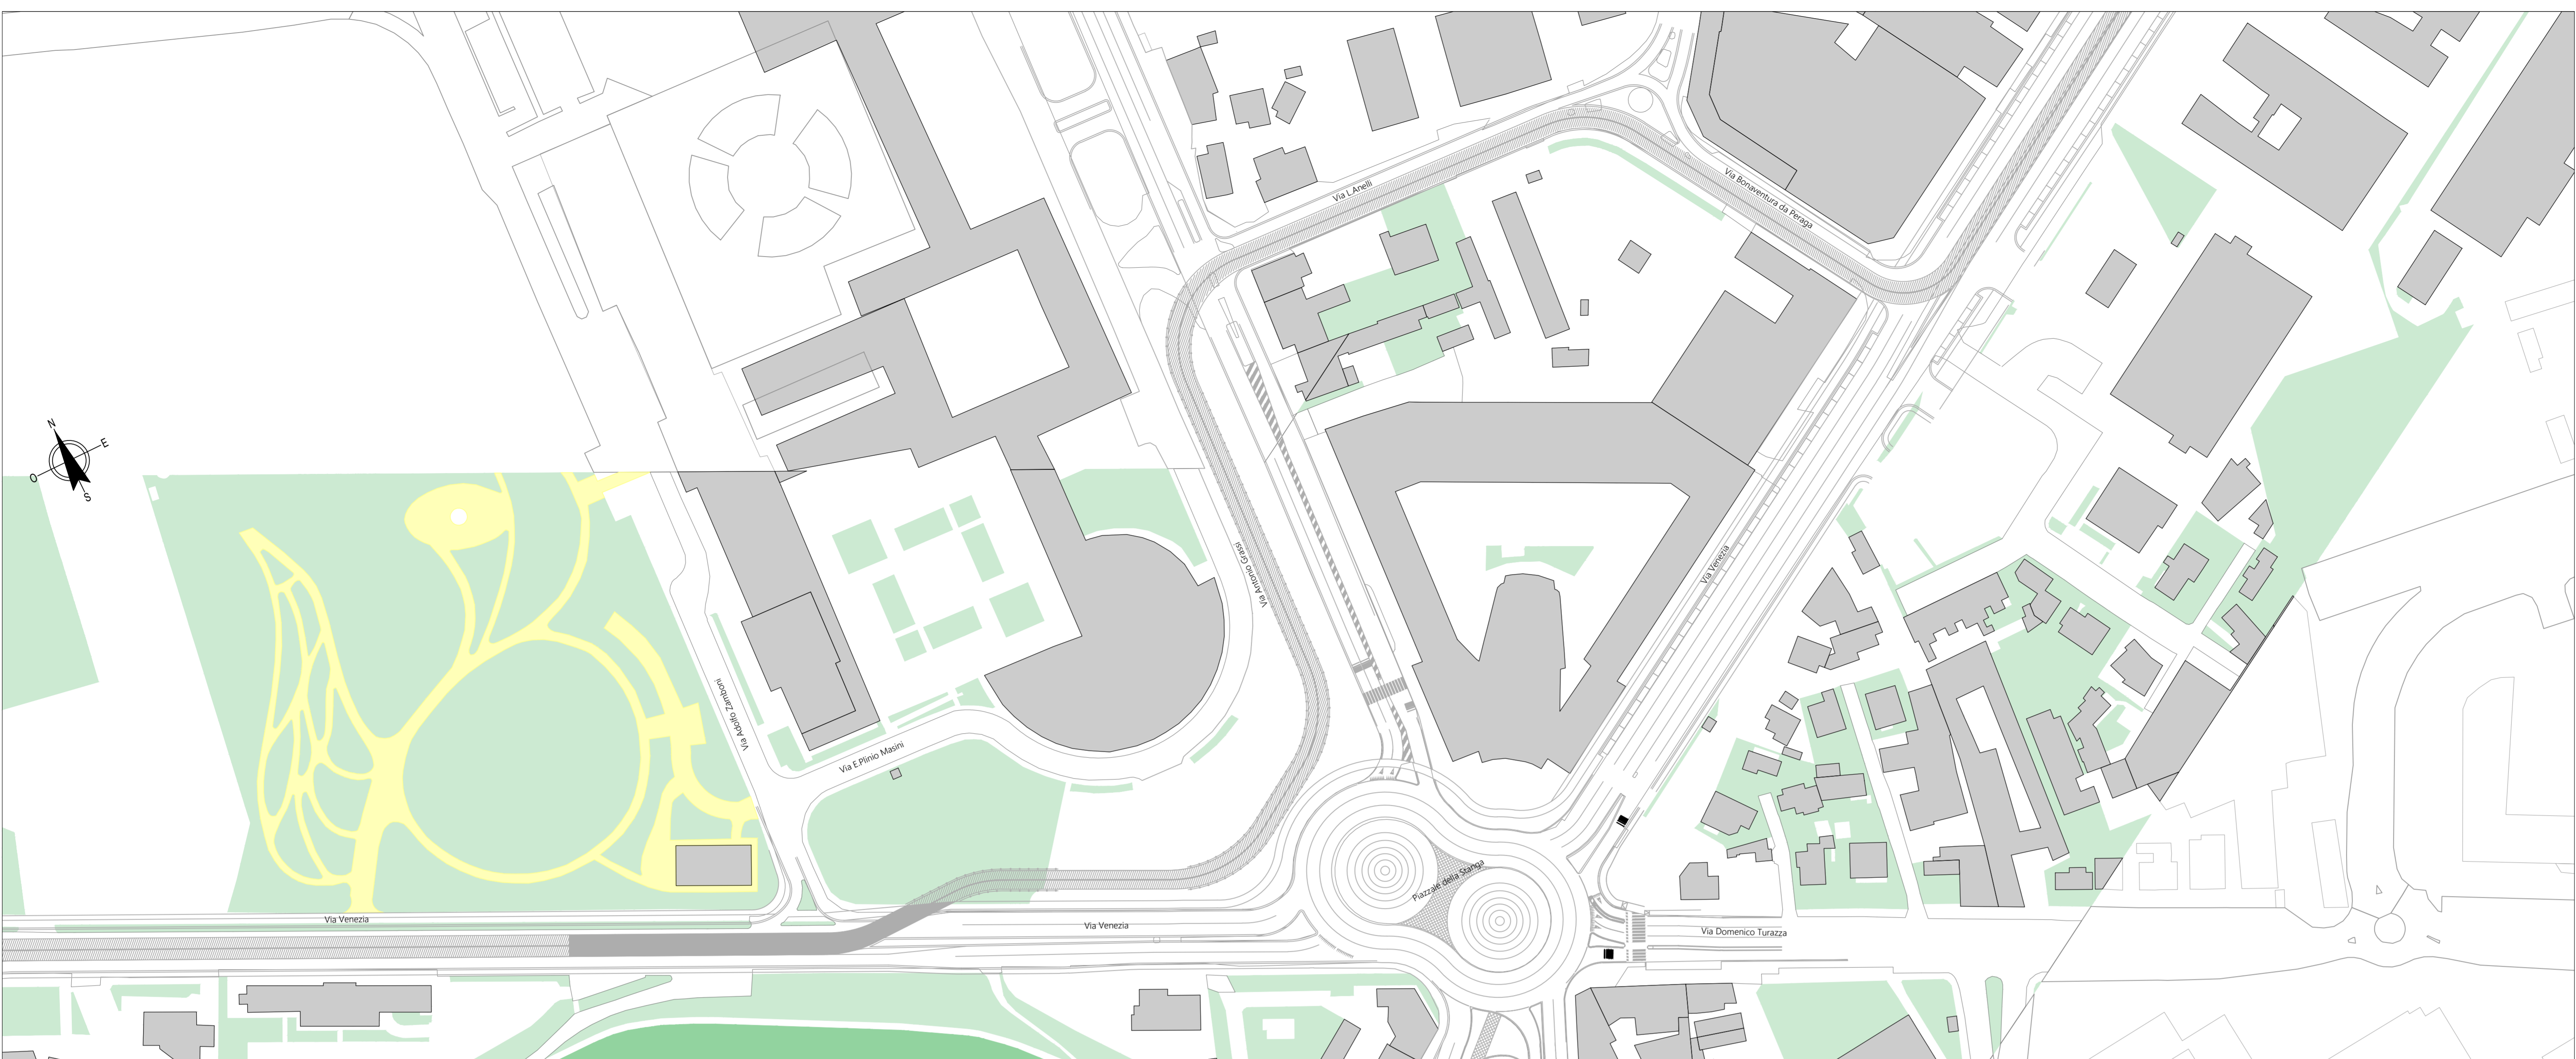 Via L.Anelli
Via Bonaventura da Peraga
N
E
O
S
Via Antonio Grassi
Via Venezia
Via Adolfo Zamboni
Via E.Plinio Masini
Piazzale della Stanga
Via Venezia
Via Venezia
Via Domenico Turazza